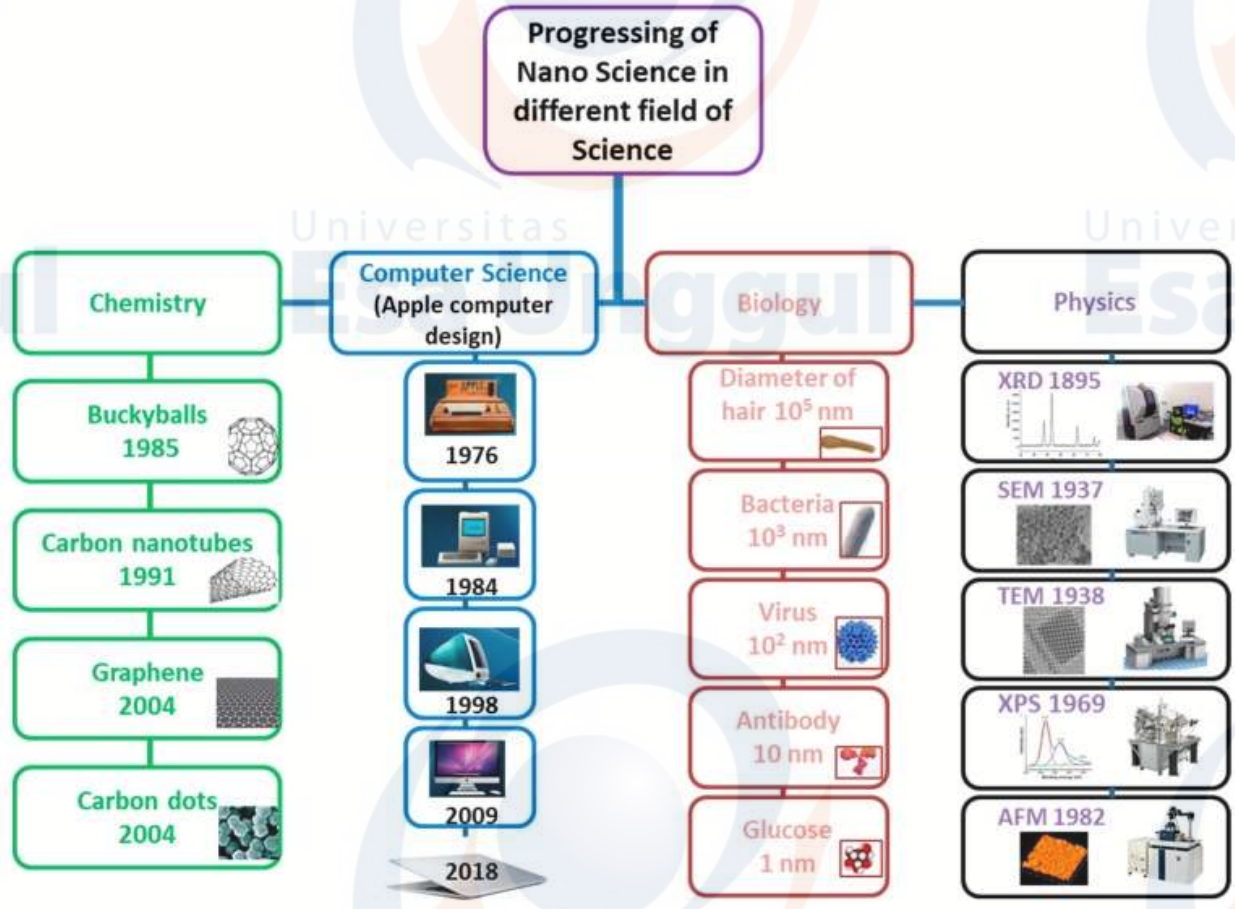 Progressing of
Nano Science in
different field of
Science
Universitas
Esa Unggul
Univer
Esa
ul
Chemistry
Buckyballs
1985
Carbon nanotubes
1991
Graphene
2004
Carbon dots
2004
Computer Science
(Apple computer
design)
APPLE
1976
1984
1998
2009
2018
Biology
Diameter of
hair 10⁵ nm
Bacteria
10³ nm
Virus
10² nm
Antibody
10 nm
Glucose
1 nm
Physics
XRD 1895
SEM 1937
TEM 1938
XPS 1969
AFM 1982